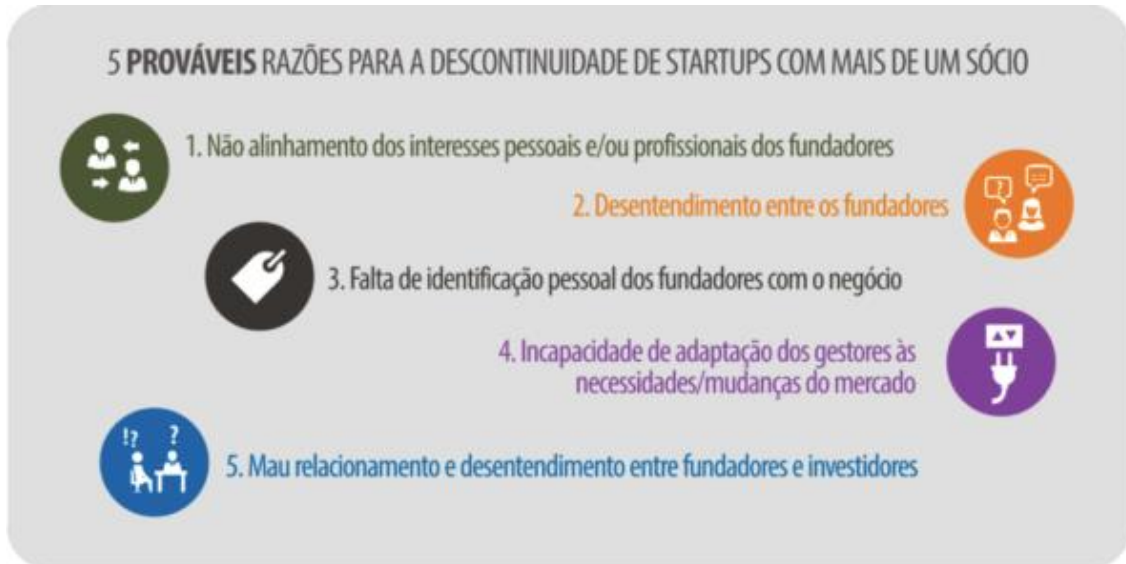 5 PROVÁVEIS RAZÕES PARA A DESCONTINUIDADE DE STARTUPS COM MAIS DE UM SÓCIO
1. Não alinhamento dos interesses pessoais e/ou profissionais dos fundadores
2. Desentendimento entre os fundadores
3. Falta de identificação pessoal dos fundadores com o negócio
4. Incapacidade de adaptação dos gestores às
necessidades/mudanças do mercado
!? ?
5. Mau relacionamento e desentendimento entre fundadores e investidores